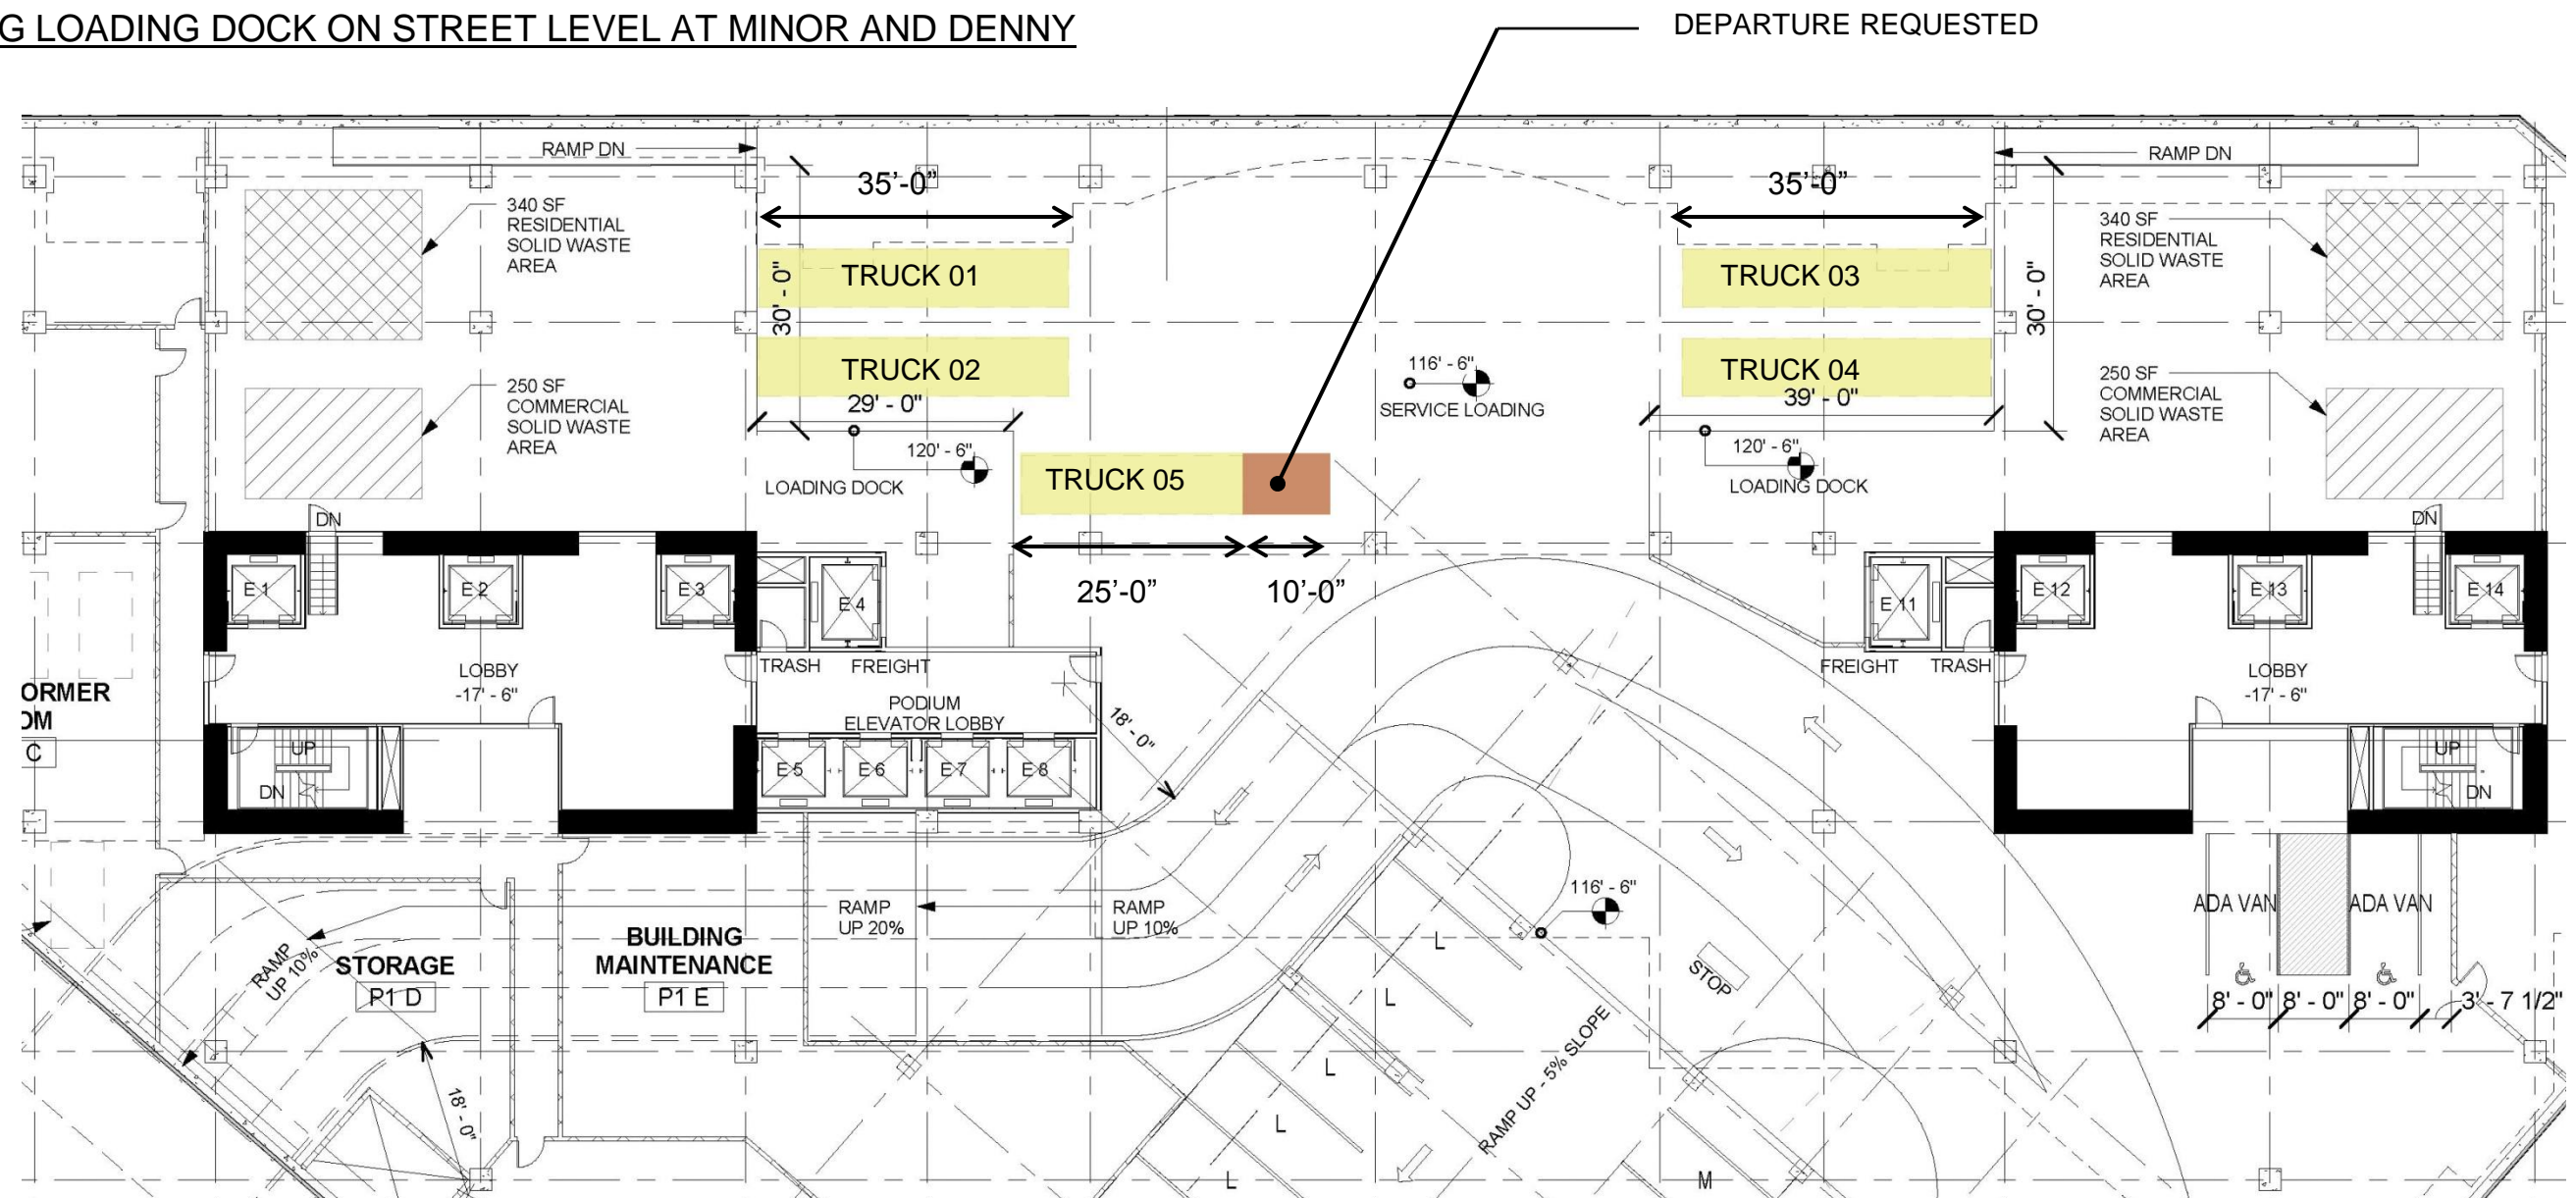 G LOADING DOCK ON STREET LEVEL AT MINOR AND DENNY
DEPARTURE REQUESTED
RAMP DN
RAMP DN
35'-0"
35'-0"
340 SF
RESIDENTIAL
SOLID WASTE
AREA
340 SF
RESIDENTIAL
SOLID WASTE
AREA
30' - 0"
TRUCK 01
TRUCK 03
30' - 0"
TRUCK 02
29' - 0"
116' - 6"
SERVICE LOADING
TRUCK 04
39' - 0"
250 SF
COMMERCIAL
SOLID WASTE
AREA
250 SF
COMMERCIAL
SOLID WASTE
AREA
120' - 6"
LOADING DOCK
TRUCK 05
120' - 6"
LOADING DOCK
DN
DN
25'-0"
10'-0"
E 1
E 2
E 3
E 4
E 11
E 12
E 13
E 14
TRASH
FREIGHT
FREIGHT
TRASH
LOBBY
-17' - 6"
LOBBY
-17' - 6"
ORMER
OM
C
PODIUM
ELEVATOR LOBBY
18' - 0"
UP
DN
E 5
E 6
E 7
E 8
UP
DN
116' - 6"
RAMP
UP 20%
RAMP
UP 10%
ADA VAN
ADA VAN
RAMP
UP 10%
STORAGE
P1 D
BUILDING
MAINTENANCE
P1 E
L
L
L
L
L
STOP
8' - 0"
8' - 0"
8' - 0"
3' - 7 1/2"
RAMP UP - 5% SLOPE
18' - 0"
M